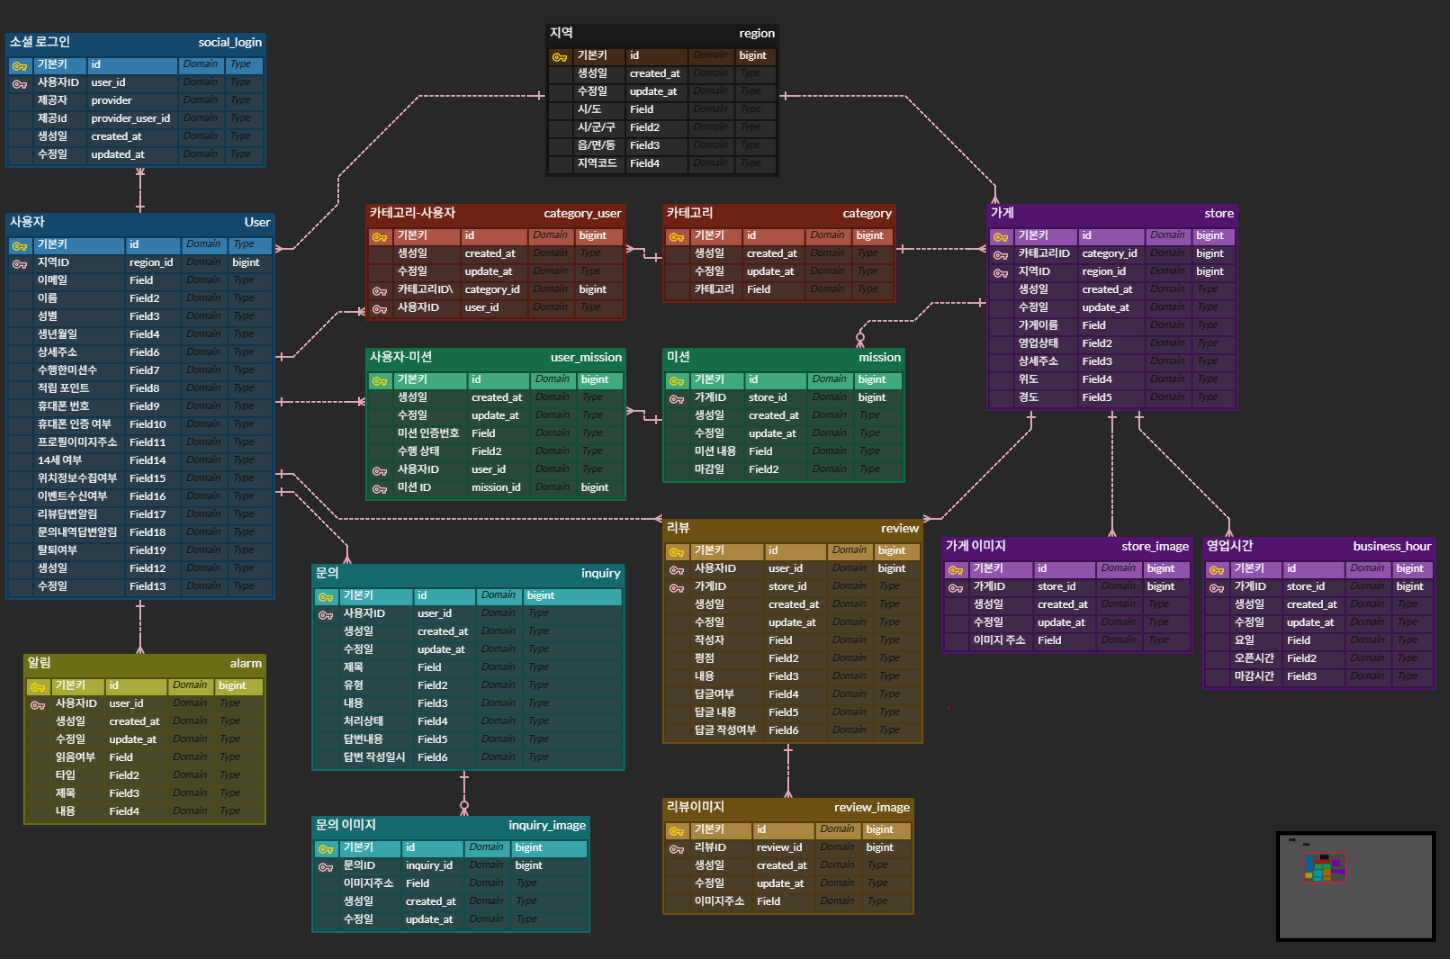 소셜 로그인 social_login
기본키 id Domain Type
사용자ID user_id Domain Type
제공자 provider Domain Type
제공Id provider_user_id Domain Type
생성일 created_at Domain Type
수정일 updated_at Domain Type
지역 region
기본키 id Domain bigint
생성일 created_at Domain Type
수정일 update_at Domain Type
시/도 Field Domain Type
시/군/구 Field2 Domain Type
읍/면/동 Field3 Domain Type
지역코드 Field4 Domain Type
사용자 User
기본키 id Domain Type
지역ID region_id Domain bigint
이메일 Field Domain Type
이름 Field2 Domain Type
성별 Field3 Domain Type
생년월일 Field4 Domain Type
상세주소 Field6 Domain Type
수행한미션수 Field7 Domain Type
적립 포인트 Field8 Domain Type
휴대폰 번호 Field9 Domain Type
휴대폰 인증 여부 Field10 Domain Type
프로필이미지주소 Field11 Domain Type
14세 여부 Field14 Domain Type
위치정보수집여부 Field15 Domain Type
이벤트수신여부 Field16 Domain Type
리뷰답변알림 Field17 Domain Type
문의내역답변알림 Field18 Domain Type
탈퇴여부 Field19 Domain Type
생성일 Field12 Domain Type
수정일 Field13 Domain Type
카테고리-사용자 category_user
기본키 id Domain bigint
생성일 created_at Domain Type
수정일 update_at Domain Type
카테고리ID\ category_id Domain bigint
사용자ID user_id Domain Type
카테고리 category
기본키 id Domain bigint
생성일 created_at Domain Type
수정일 update_at Domain Type
카테고리 Field Domain Type
가게 store
기본키 id Domain bigint
카테고리ID category_id Domain bigint
지역ID region_id Domain bigint
생성일 created_at Domain Type
수정일 update_at Domain Type
가게이름 Field Domain Type
영업상태 Field2 Domain Type
상세주소 Field3 Domain Type
위도 Field4 Domain Type
경도 Field5 Domain Type
사용자-미션 user_mission
기본키 id Domain bigint
생성일 created_at Domain Type
수정일 update_at Domain Type
미션 인증번호 Field Domain Type
수행 상태 Field2 Domain Type
사용자ID user_id Domain Type
미션 ID mission_id Domain bigint
미션 mission
기본키 id Domain bigint
가게ID store_id Domain bigint
생성일 created_at Domain Type
수정일 update_at Domain Type
미션 내용 Field Domain Type
마감일 Field2 Domain Type
리뷰 review
기본키 id Domain bigint
사용자ID user_id Domain bigint
가게ID store_id Domain Type
생성일 created_at Domain Type
수정일 update_at Domain Type
작성자 Field Domain Type
평점 Field2 Domain Type
내용 Field3 Domain Type
답글여부 Field4 Domain Type
답글 내용 Field5 Domain Type
답글 작성여부 Field6 Domain Type
가게 이미지 store_image
기본키 id Domain bigint
가게ID store_id Domain bigint
생성일 created_at Domain Type
수정일 update_at Domain Type
이미지 주소 Field Domain Type
영업시간 business_hour
기본키 id Domain bigint
가게ID store_id Domain bigint
생성일 created_at Domain Type
수정일 update_at Domain Type
요일 Field Domain Type
오픈시간 Field2 Domain Type
마감시간 Field3 Domain Type
문의 inquiry
기본키 id Domain bigint
사용자ID user_id Domain Type
생성일 created_at Domain Type
수정일 update_at Domain Type
제목 Field Domain Type
유형 Field2 Domain Type
내용 Field3 Domain Type
처리상태 Field4 Domain Type
답변내용 Field5 Domain Type
답변 작성일시 Field6 Domain Type
알림 alarm
기본키 id Domain bigint
사용자ID user_id Domain Type
생성일 created_at Domain Type
수정일 update_at Domain Type
읽음여부 Field Domain Type
타입 Field2 Domain Type
제목 Field3 Domain Type
내용 Field4 Domain Type
문의 이미지 inquiry_image
기본키 id Domain bigint
문의ID inquiry_id Domain bigint
이미지주소 Field Domain Type
생성일 created_at Domain Type
수정일 update_at Domain Type
리뷰이미지 review_image
기본키 id Domain bigint
리뷰ID review_id Domain bigint
생성일 created_at Domain Type
수정일 update_at Domain Type
이미지주소 Field Domain Type